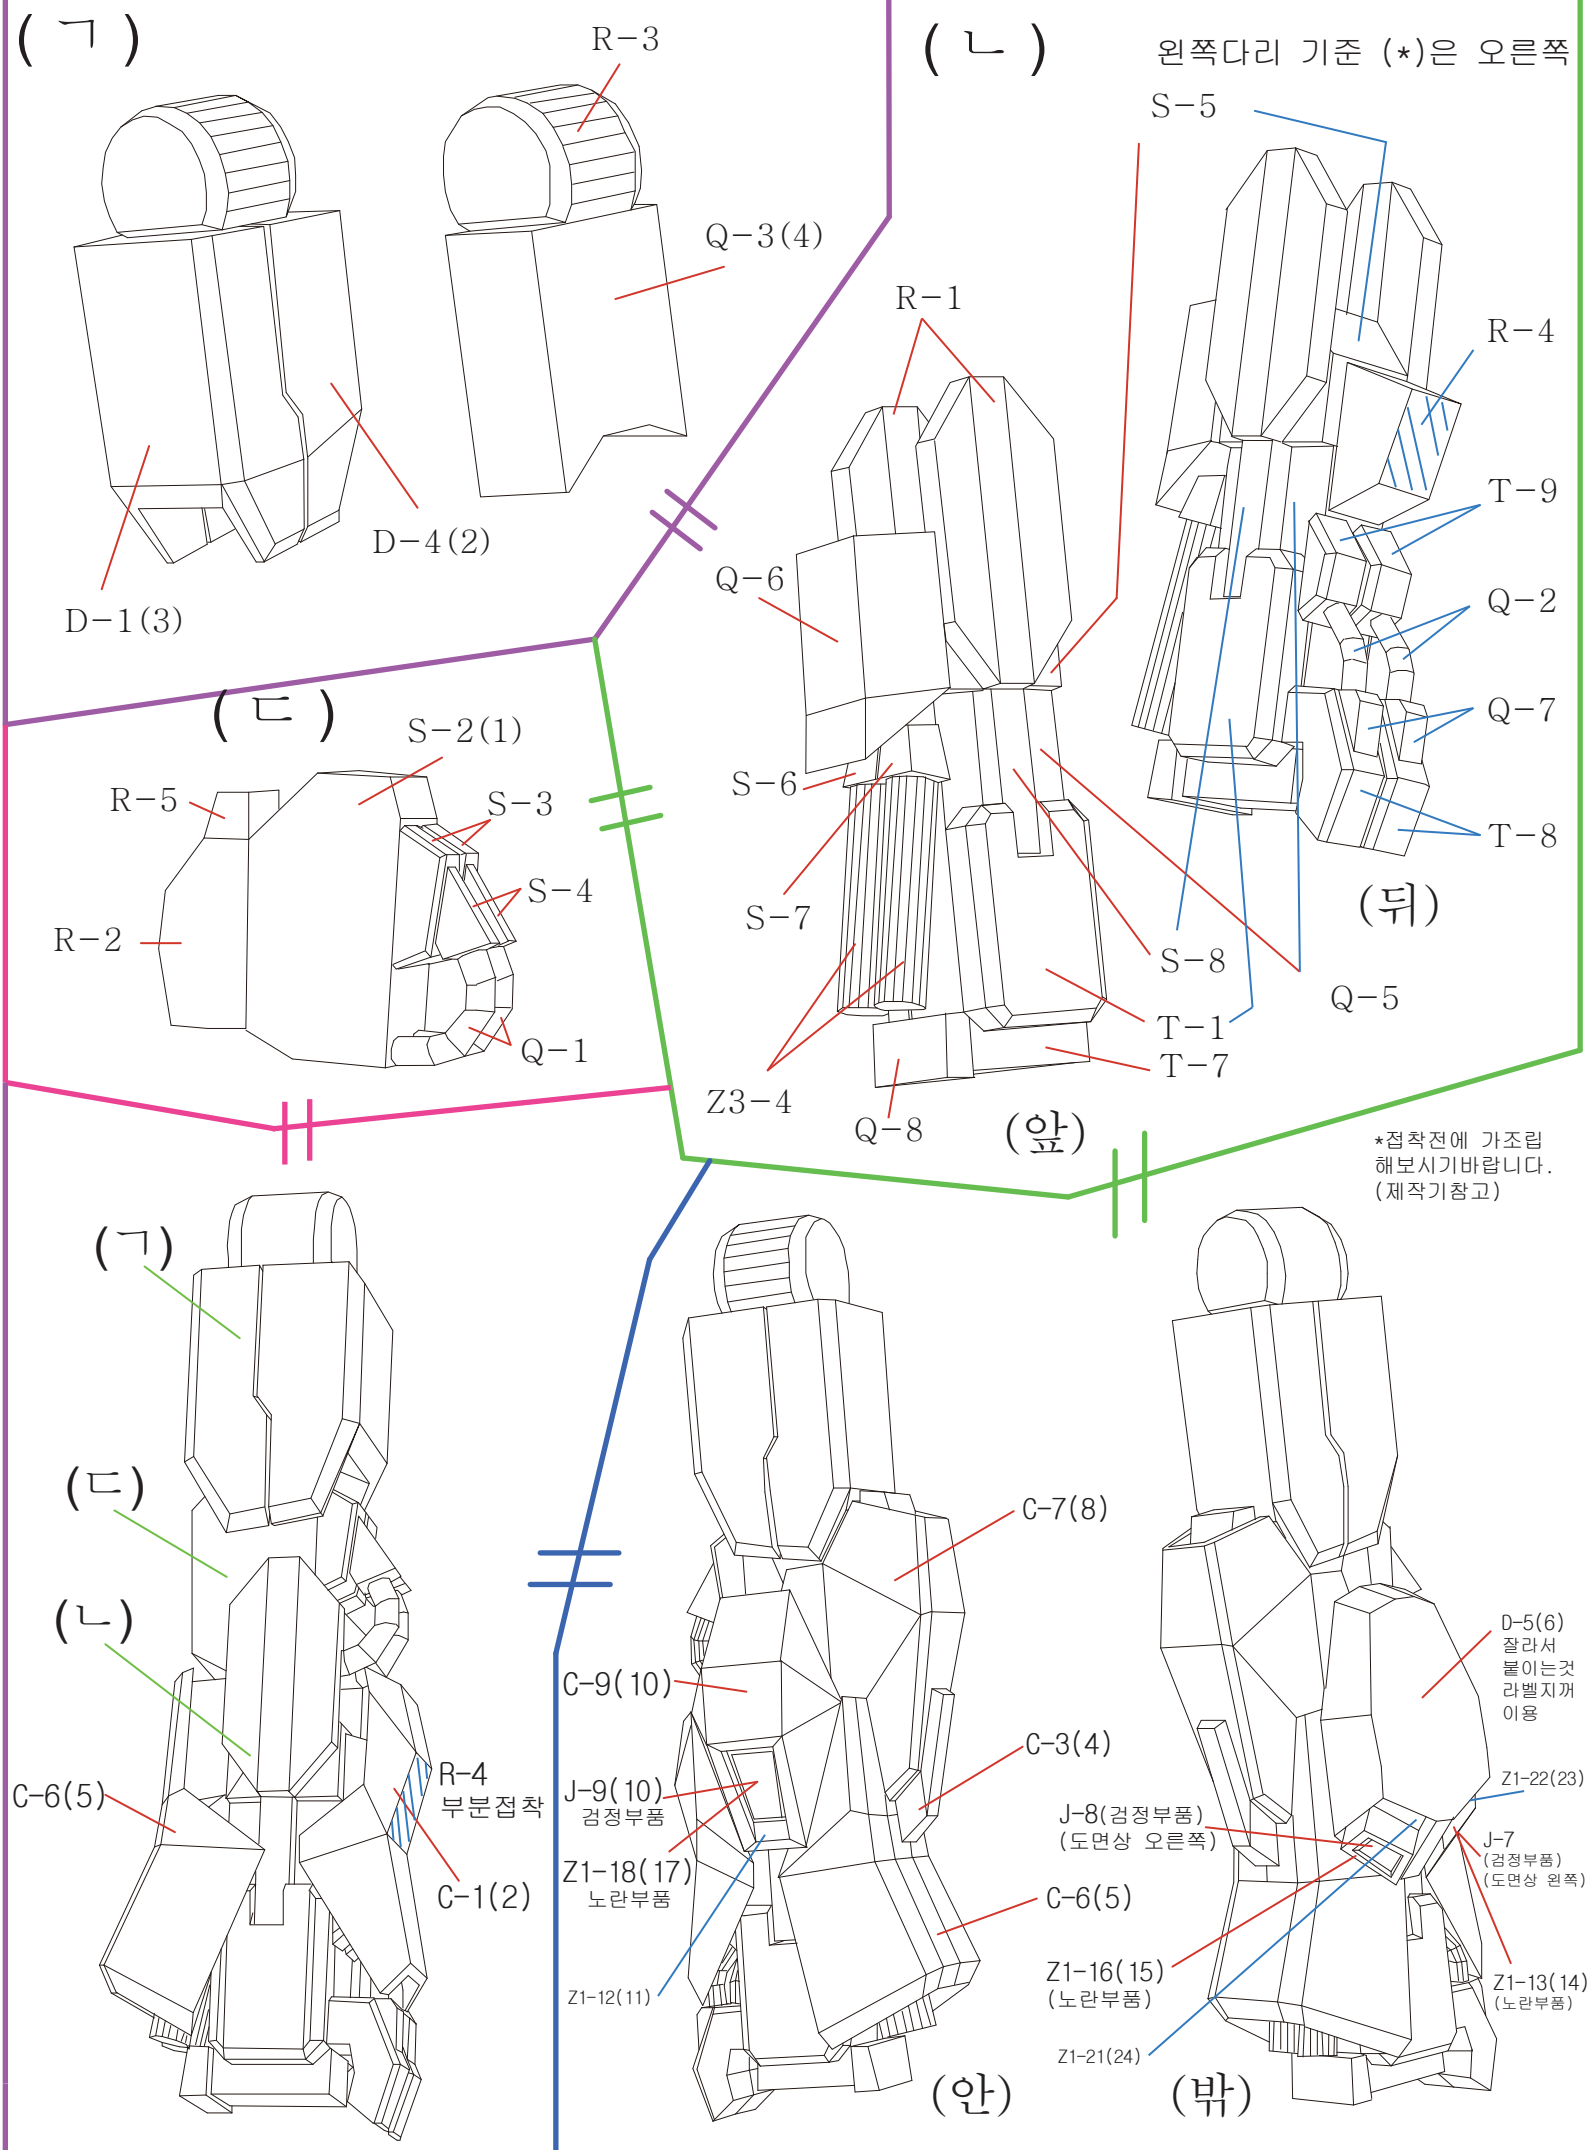 (ㄱ)
R-3
Q-3(4)
D-4(2)
D-1(3)
(ㄴ)
왼쪽다리 기준 (*)은 오른쪽
S-5
R-1
R-4
T-9
Q-6
Q-2
Q-7
S-6
T-8
S-7
(뒤)
S-8
Q-5
T-1
T-7
Z3-4
Q-8
(앞)
(ㄷ)
S-2(1)
R-5
S-3
S-4
R-2
Q-1
*접착전에 가조립
해보시기바랍니다.
(제작기참고)
(ㄱ)
(ㄷ)
(ㄴ)
C-6(5)
R-4
부분접착
C-1(2)
C-7(8)
C-9(10)
C-3(4)
J-9(10)
검정부품
Z1-18(17)
노란부품
C-6(5)
Z1-12(11)
(안)
D-5(6)
잘라서
붙이는것
라벨지꺼
이용
Z1-22(23)
J-8(검정부품)
(도면상 오른쪽)
J-7
(검정부품)
(도면상 왼쪽)
Z1-16(15)
(노란부품)
Z1-13(14)
(노란부품)
Z1-21(24)
(밖)